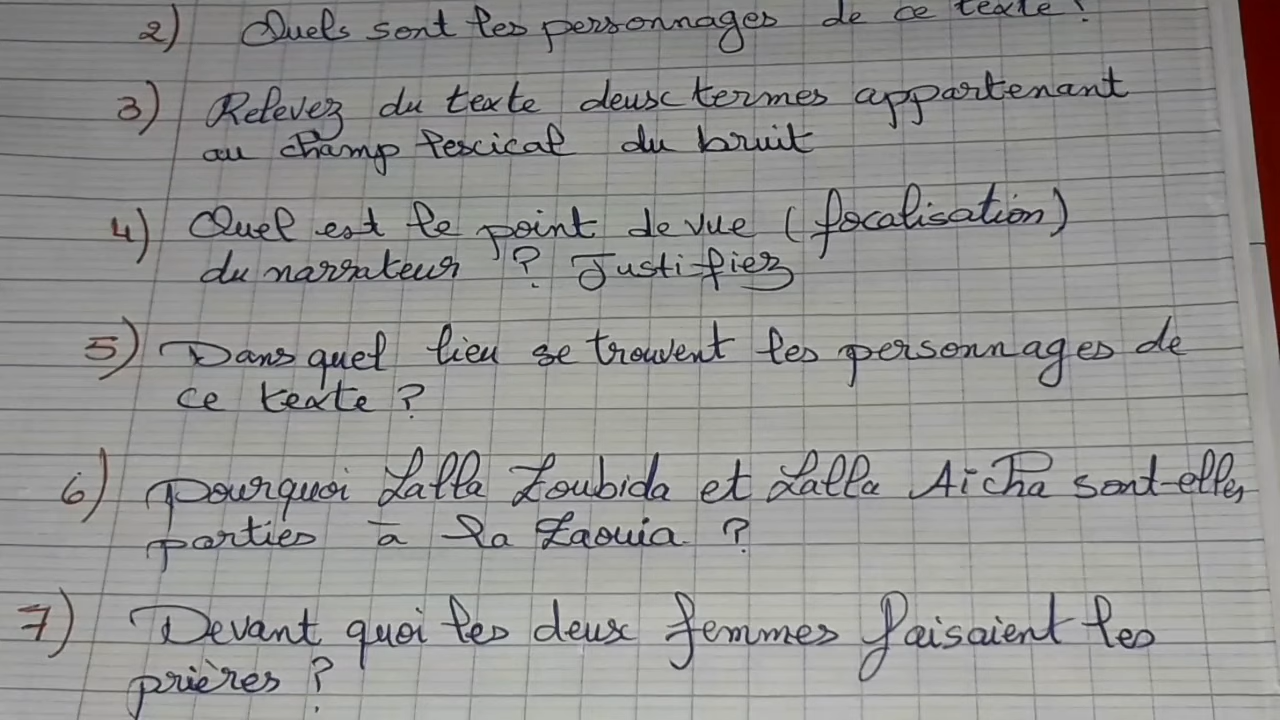 2) Quels sont les personnages de ce texte ?
3) Relevez du texte deux termes appartenant
au champ lexical du bruit
4) Quel est le point de vue (focalisation)
du narrateur ? Justifiez
5) Dans quel lieu se trouvent les personnages de
ce texte ?
6) Pourquoi Lalla Zoubida et Lalla Aicha sont-elles
parties à la Zaouia ?
7) Devant quoi les deux femmes faisaient les
prières ?